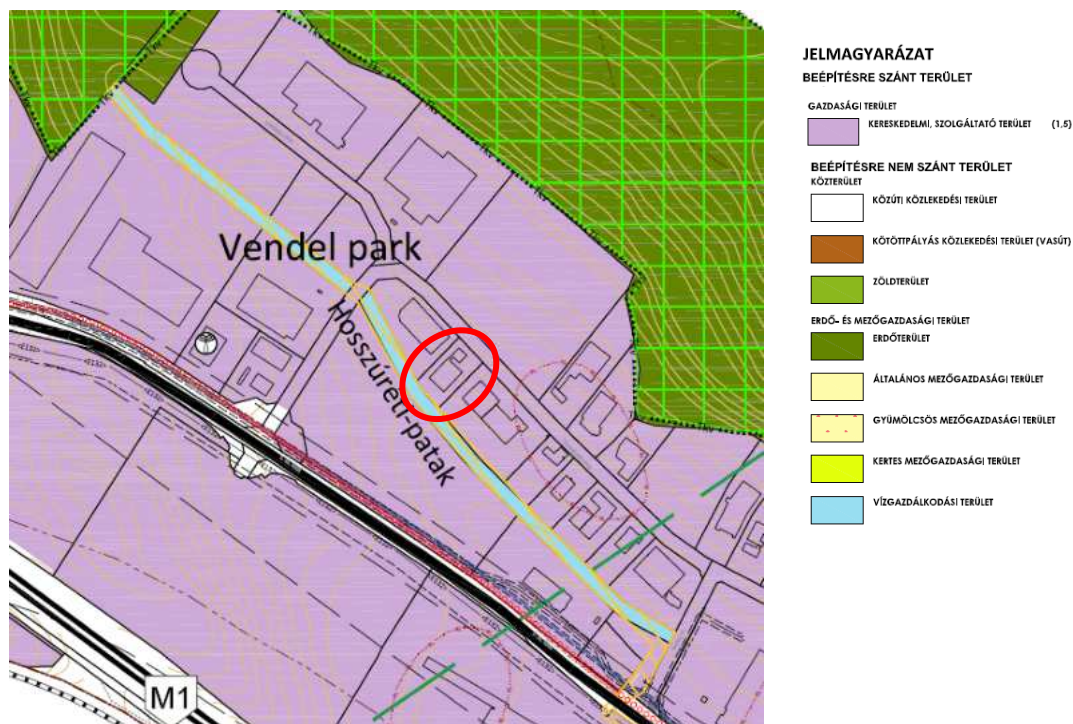 Vendel park
Hosszúréti-patak
M1
JELMAGYARÁZAT
BEÉPÍTÉSRE SZÁNT TERÜLET
GAZDASÁGI TERÜLET
KERESKEDELMI, SZOLGÁLTATÓ TERÜLET (1,5)
BEÉPÍTÉSRE NEM SZÁNT TERÜLET
KÖZTERÜLET
KÖZÚTI KÖZLEKEDÉSI TERÜLET
KÖTÖTTPÁLYÁS KÖZLEKEDÉSI TERÜLET (VASÚT)
ZÖLDTERÜLET
ERDŐ- ÉS MEZŐGAZDASÁGI TERÜLET
ERDŐTERÜLET
ÁLTALÁNOS MEZŐGAZDASÁGI TERÜLET
GYÜMÖLCSÖS MEZŐGAZDASÁGI TERÜLET
KERTES MEZŐGAZDASÁGI TERÜLET
VÍZGAZDÁLKODÁSI TERÜLET